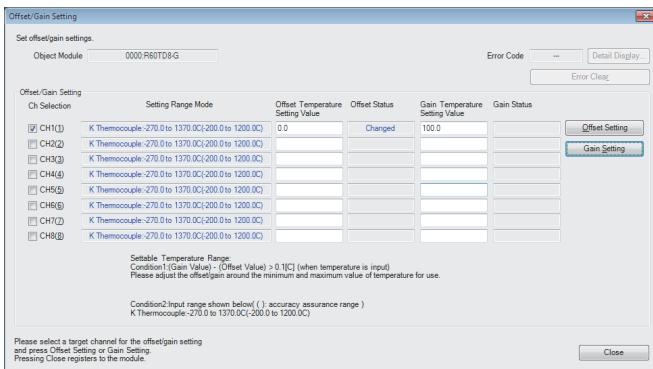 Offset/Gain Setting
Set offset/gain settings.
Object Module 0000:R60TD8-G Error Code --- Detail Display...
Error Clear
Offset/Gain Setting
Ch Selection Setting Range Mode Offset Temperature Setting Value Offset Status Gain Temperature Setting Value Gain Status
CH1(1) K Thermocouple:-270.0 to 1370.0C(-200.0 to 1200.0C) 0.0 Changed 100.0 Offset Setting
CH2(2) K Thermocouple:-270.0 to 1370.0C(-200.0 to 1200.0C) Gain Setting
CH3(3) K Thermocouple:-270.0 to 1370.0C(-200.0 to 1200.0C)
CH4(4) K Thermocouple:-270.0 to 1370.0C(-200.0 to 1200.0C)
CH5(5) K Thermocouple:-270.0 to 1370.0C(-200.0 to 1200.0C)
CH6(6) K Thermocouple:-270.0 to 1370.0C(-200.0 to 1200.0C)
CH7(7) K Thermocouple:-270.0 to 1370.0C(-200.0 to 1200.0C)
CH8(8) K Thermocouple:-270.0 to 1370.0C(-200.0 to 1200.0C)
Settable Temperature Range:
Condition1:(Gain Value) - (Offset Value) > 0.1[C] (when temperature is input)
Please adjust the offset/gain around the minimum and maximum value of temperature for use.
Condition2:Input range shown below( ( ): accuracy assurance range )
K Thermocouple:-270.0 to 1370.0C(-200.0 to 1200.0C)
Please select a target channel for the offset/gain setting
and press Offset Setting or Gain Setting.
Pressing Close registers to the module.
Close